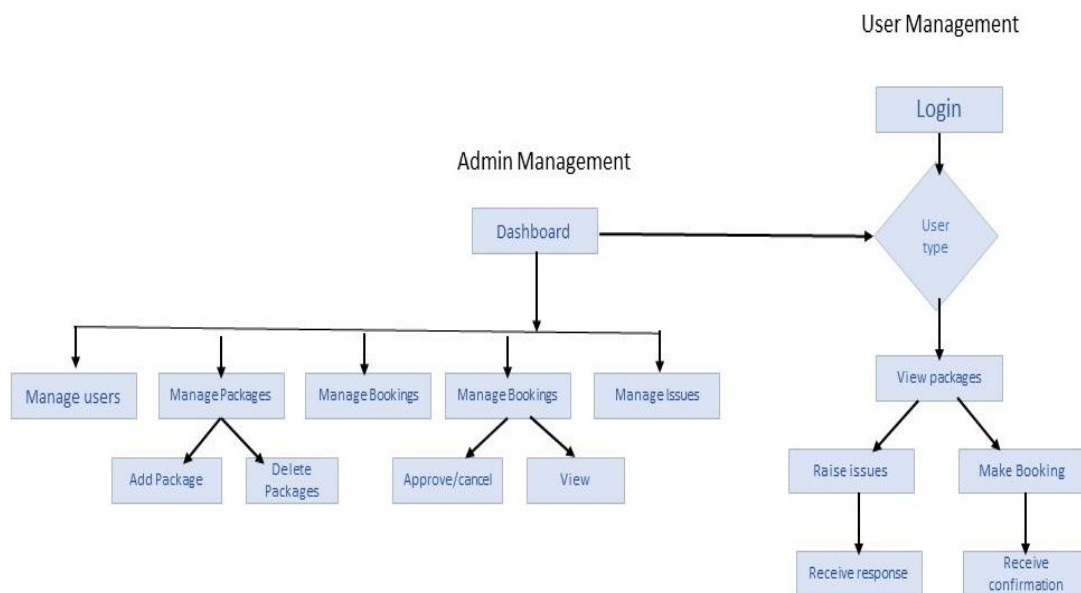 User Management
Login
Admin Management
User
type
Dashboard
Manage users
Manage Packages
Manage Bookings
Manage Bookings
Manage Issues
View packages
Add Package
Delete
Packages
Approve/cancel
View
Raise issues
Make Booking
Receive response
Receive
confirmation